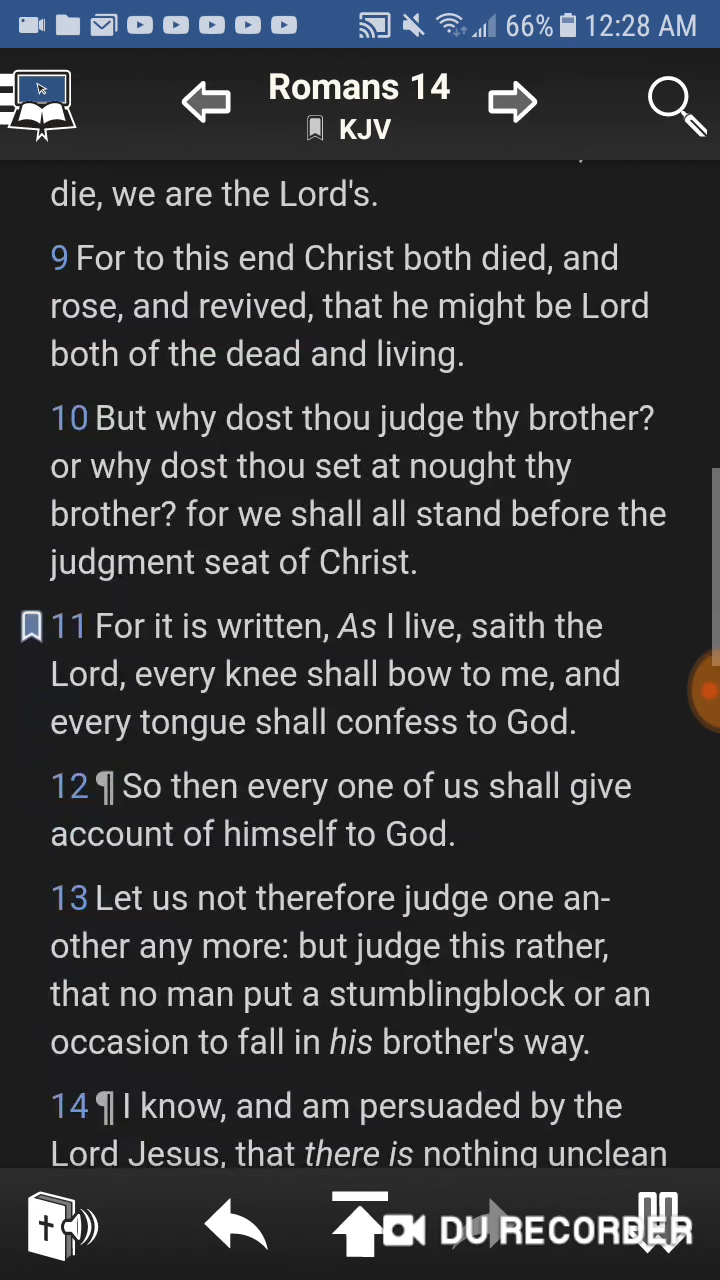 66% 12:28 AM
Romans 14
KJV
die, we are the Lord's.
9 For to this end Christ both died, and
rose, and revived, that he might be Lord
both of the dead and living.
10 But why dost thou judge thy brother?
or why dost thou set at nought thy
brother? for we shall all stand before the
judgment seat of Christ.
11 For it is written, As I live, saith the
Lord, every knee shall bow to me, and
every tongue shall confess to God.
12 ¶ So then every one of us shall give
account of himself to God.
13 Let us not therefore judge one an-
other any more: but judge this rather,
that no man put a stumblingblock or an
occasion to fall in his brother's way.
14 ¶ I know, and am persuaded by the
Lord Jesus, that there is nothing unclean
DU RECORDER